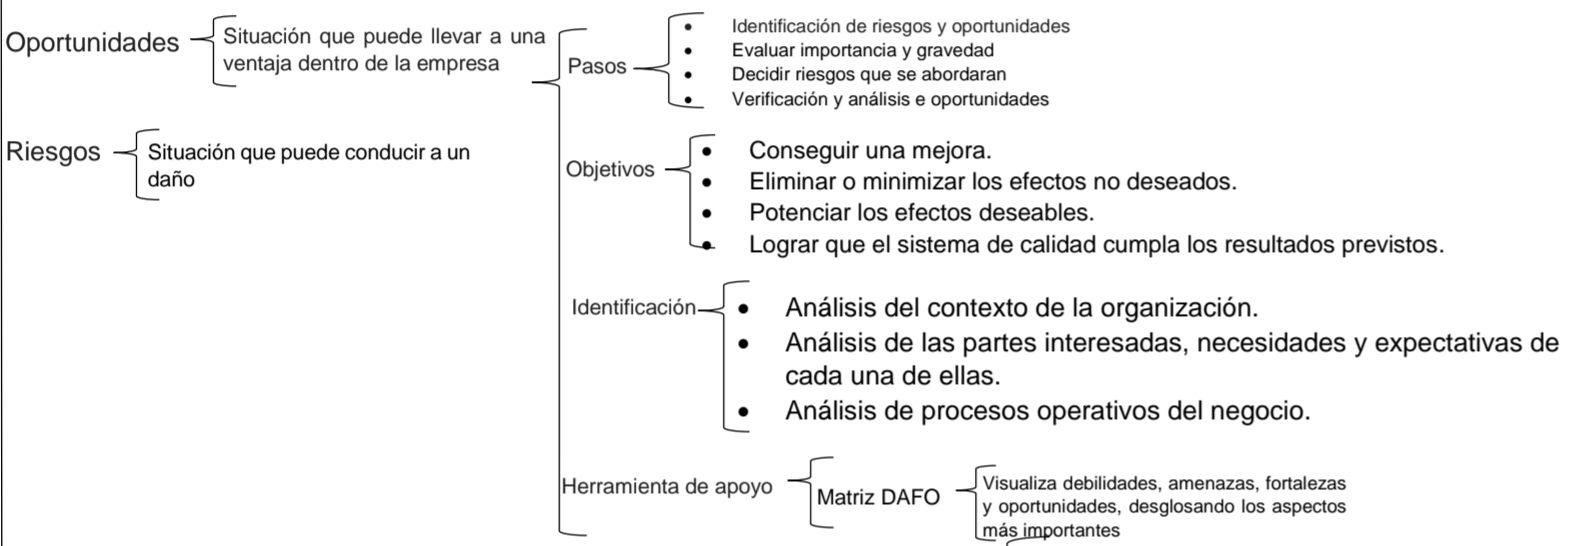 Oportunidades
Situación que puede llevar a una
ventaja dentro de la empresa
Riesgos
Situación que puede conducir a un
daño
Pasos
• Identificación de riesgos y oportunidades
• Evaluar importancia y gravedad
• Decidir riesgos que se abordaran
• Verificación y análisis e oportunidades
Objetivos
• Conseguir una mejora.
• Eliminar o minimizar los efectos no deseados.
• Potenciar los efectos deseables.
• Lograr que el sistema de calidad cumpla los resultados previstos.
Identificación
• Análisis del contexto de la organización.
• Análisis de las partes interesadas, necesidades y expectativas de
cada una de ellas.
• Análisis de procesos operativos del negocio.
Herramienta de apoyo
Matriz DAFO
Visualiza debilidades, amenazas, fortalezas
y oportunidades, desglosando los aspectos
más importantes